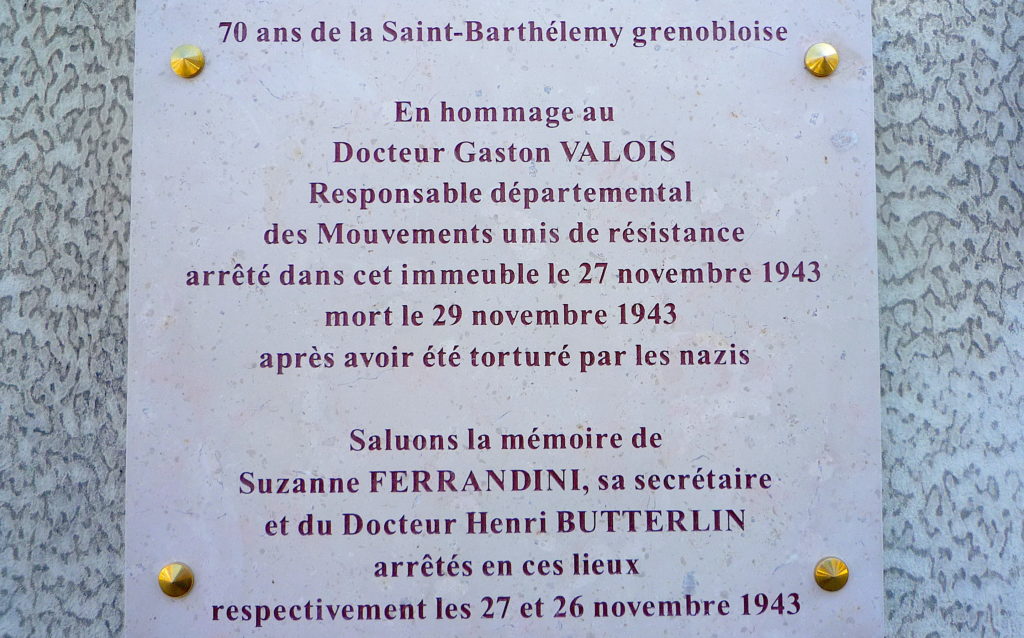 70 ans de la Saint-Barthélemy grenobloise
En hommage au
Docteur Gaston VALOIS
Responsable départemental
des Mouvements unis de résistance
arrêté dans cet immeuble le 27 novembre 1943
mort le 29 novembre 1943
après avoir été torturé par les nazis
Saluons la mémoire de
Suzanne FERRANDINI, sa secrétaire
et du Docteur Henri BUTTERLIN
arrêtés en ces lieux
respectivement les 27 et 26 novembre 1943